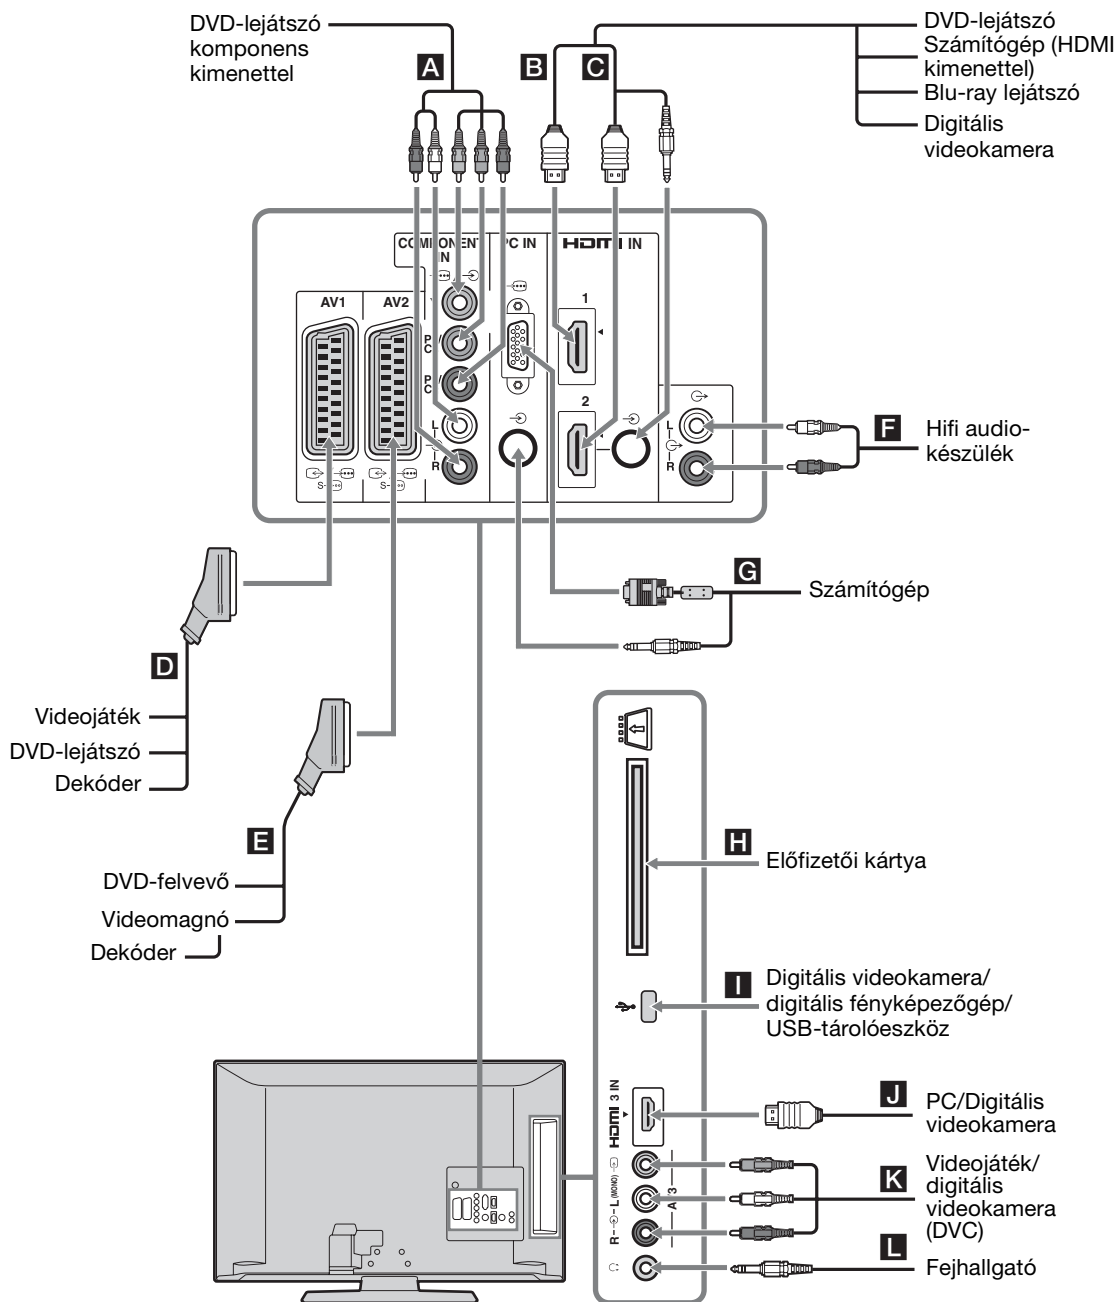 DVD-lejátszó
komponens
kimenettel
A
B
C
DVD-lejátszó
Számítógép (HDMI
kimenettel)
Blu-ray lejátszó
Digitális
videokamera
COMPONENT
IN
PC IN
HDMI IN
AV1
AV2
1
2
L
R
L
R
S
S
F
Hifi audio-
készülék
G
Számítógép
D
Videojáték
DVD-lejátszó
Dekóder
E
DVD-felvevő
Videomagnó
Dekóder
H
Előfizetői kártya
I
Digitális videokamera/
digitális fényképezőgép/
USB-tárolóeszköz
HDMI 3 IN
J
PC/Digitális
videokamera
L (MONO)
R
K
Videojáték/
digitális
videokamera
(DVC)
L
Fejhallgató